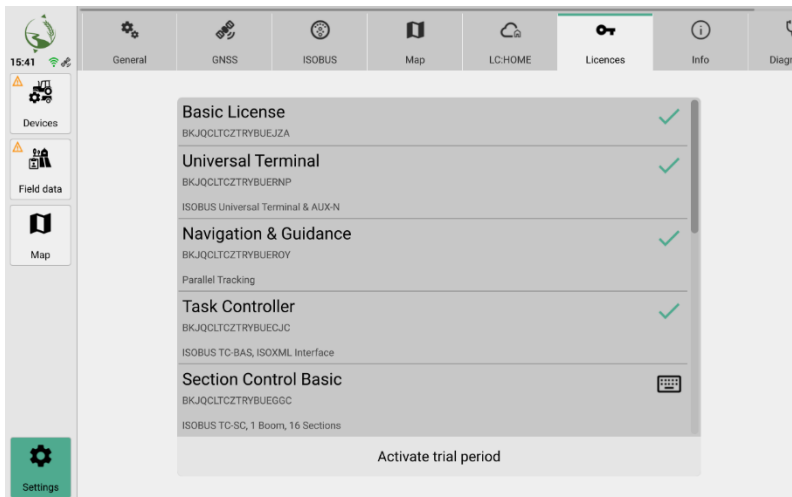 15:41
General
GNSS
ISOBUS
Map
LC:HOME
Licences
Info
Diagr
Devices
Field data
Map
Settings
Basic License
BKJQCLTCZTRYBUEJZA
Universal Terminal
BKJQCLTCZTRYBUERNP
ISOBUS Universal Terminal & AUX-N
Navigation & Guidance
BKJQCLTCZTRYBUEROY
Parallel Tracking
Task Controller
BKJQCLTCZTRYBUECJC
ISOBUS TC-BAS, ISOXML Interface
Section Control Basic
BKJQCLTCZTRYBUEGGC
ISOBUS TC-SC, 1 Boom, 16 Sections
Activate trial period